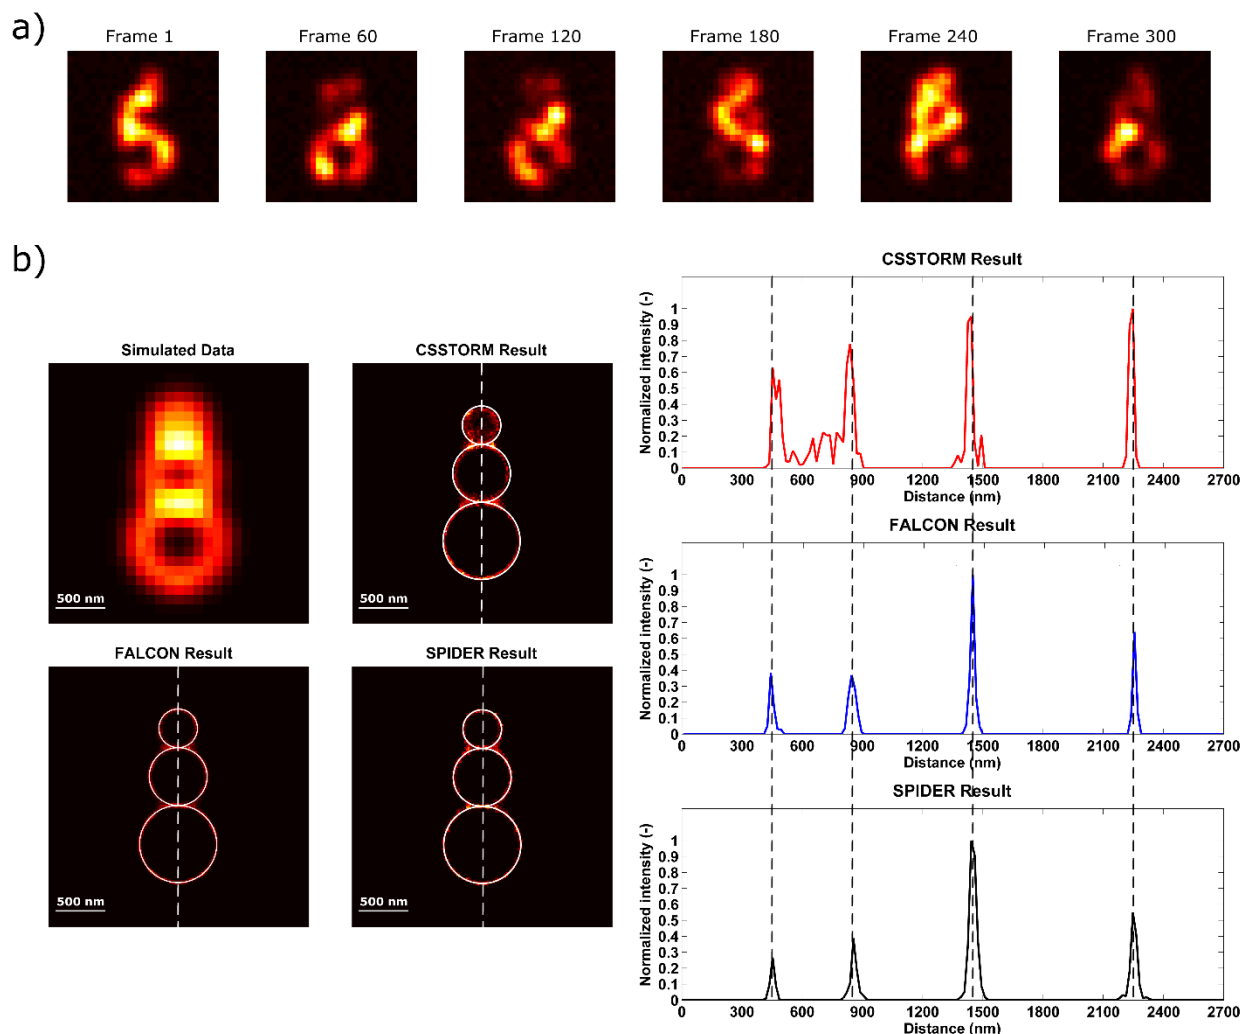 a)
Frame 1
Frame 60
Frame 120
Frame 180
Frame 240
Frame 300
b)
Simulated Data
500 nm
CSSTORM Result
500 nm
FALCON Result
500 nm
SPIDER Result
500 nm
CSSTORM Result
Normalized intensity (-)
1
0.9
0.8
0.7
0.6
0.5
0.4
0.3
0.2
0.1
0
0 300 600 900 1200 1500 1800 2100 2400 2700
Distance (nm)
FALCON Result
Normalized intensity (-)
1
0.9
0.8
0.7
0.6
0.5
0.4
0.3
0.2
0.1
0
0 300 600 900 1200 1500 1800 2100 2400 2700
Distance (nm)
SPIDER Result
Normalized intensity (-)
1
0.9
0.8
0.7
0.6
0.5
0.4
0.3
0.2
0.1
0
0 300 600 900 1200 1500 1800 2100 2400 2700
Distance (nm)